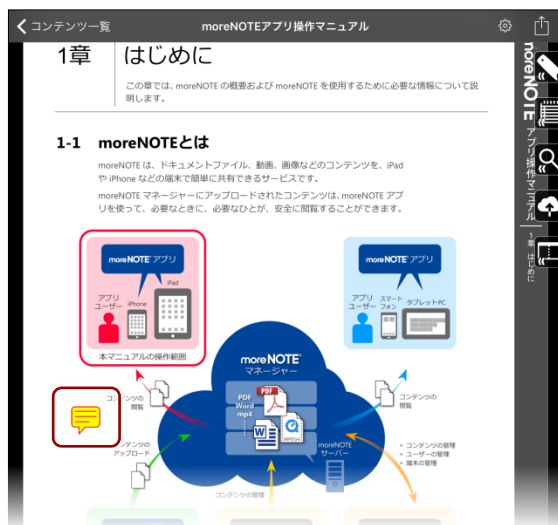 コンテンツ一覧
moreNOTEアプリ操作マニュアル
1章 はじめに
この章では、moreNOTE の概要および moreNOTE を使用するために必要な情報について説
明します。
1-1 moreNOTEとは
moreNOTE は、ドキュメントファイル、動画、画像などのコンテンツを、iPad
や iPhone などの端末で簡単に共有できるサービスです。
moreNOTE マネージャーにアップロードされたコンテンツは、moreNOTE アプ
リを使って、必要なときに、必要なひとが、安全に閲覧することができます。
moreNOTE アプリ
アプリ
ユーザー
iPhone
iPad
本マニュアルの操作範囲
moreNOTE アプリ
アプリ
ユーザー
スマート
フォン
タブレットPC
moreNOTE
マネージャー
PDF
Word
mp4
PDF
W
MPEG4
moreNOTE
サーバー
コンテンツの
閲覧
コンテンツの
閲覧
アップロード
・コンテンツの管理
・ユーザーの管理
・端末の管理
コンテンツの管理
moreNOTE アプリ操作マニュアル
1章 はじめに